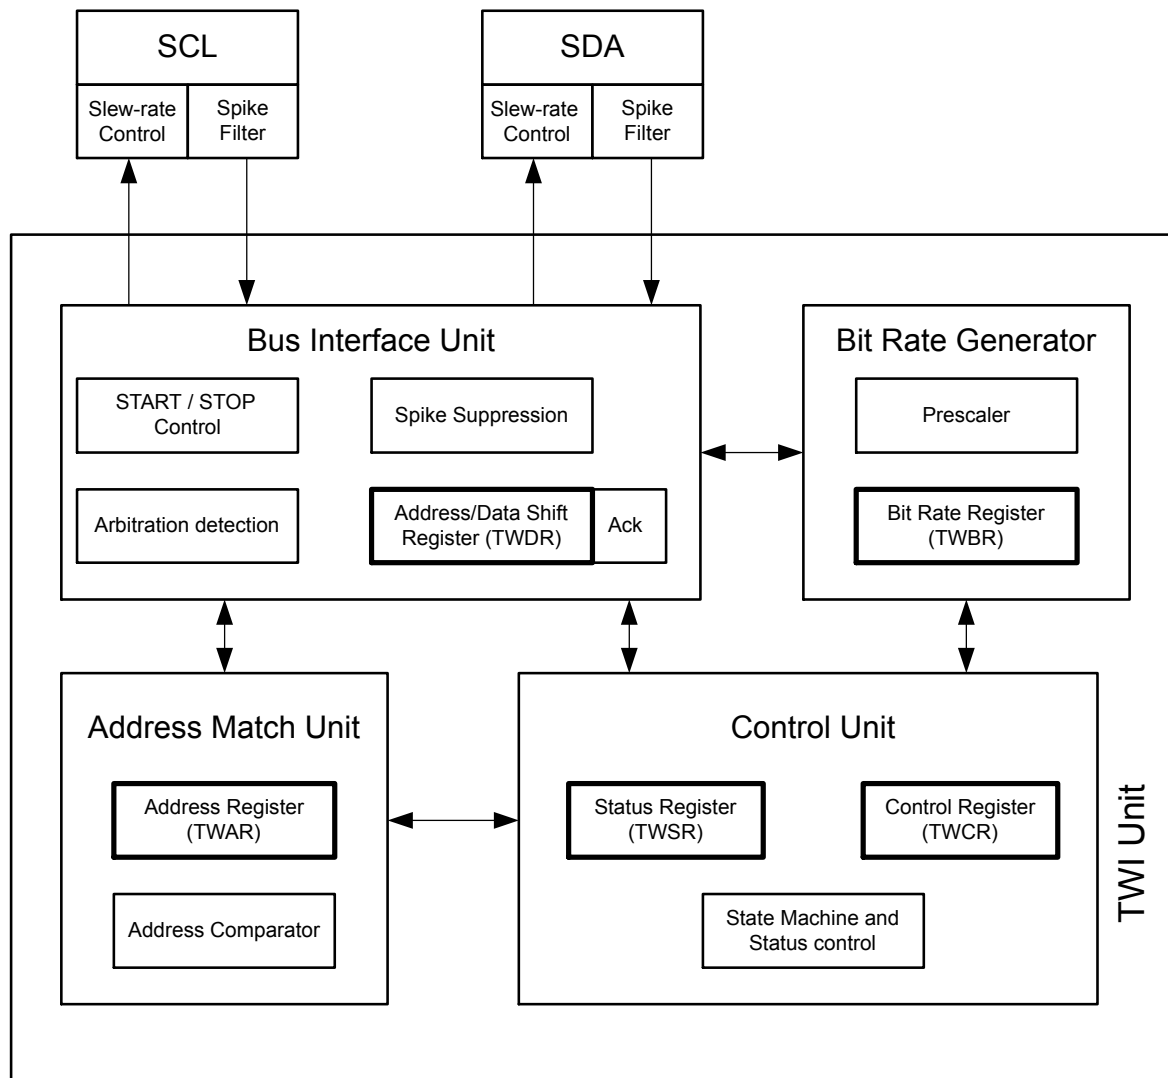 SCL
Slew-rate
Control
Spike
Filter
SDA
Slew-rate
Control
Spike
Filter
Bus Interface Unit
START / STOP
Control
Spike Suppression
Arbitration detection
Address/Data Shift
Register (TWDR)
Ack
Bit Rate Generator
Prescaler
Bit Rate Register
(TWBR)
Address Match Unit
Address Register
(TWAR)
Address Comparator
Control Unit
Status Register
(TWSR)
Control Register
(TWCR)
State Machine and
Status control
TWI Unit